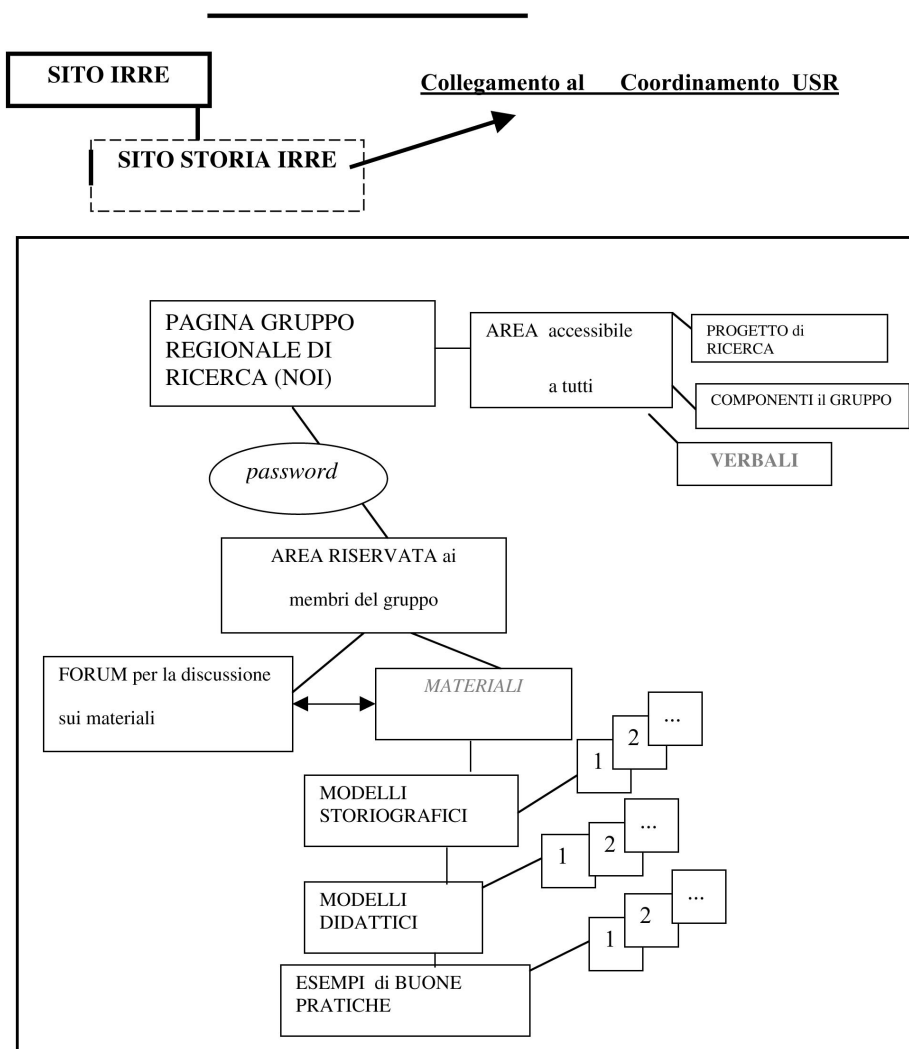 SITO IRRE
Collegamento al Coordinamento USR
SITO STORIA IRRE
PAGINA GRUPPO
REGIONALE DI
RICERCA (NOI)
AREA accessibile
a tutti
PROGETTO di
RICERCA
COMPONENTI il GRUPPO
VERBALI
password
AREA RISERVATA ai
membri del gruppo
FORUM per la discussione
sui materiali
MATERIALI
MODELLI
STORIOGRAFICI
1
2
...
MODELLI
DIDATTICI
1
2
...
ESEMPI di BUONE
PRATICHE
1
2
...